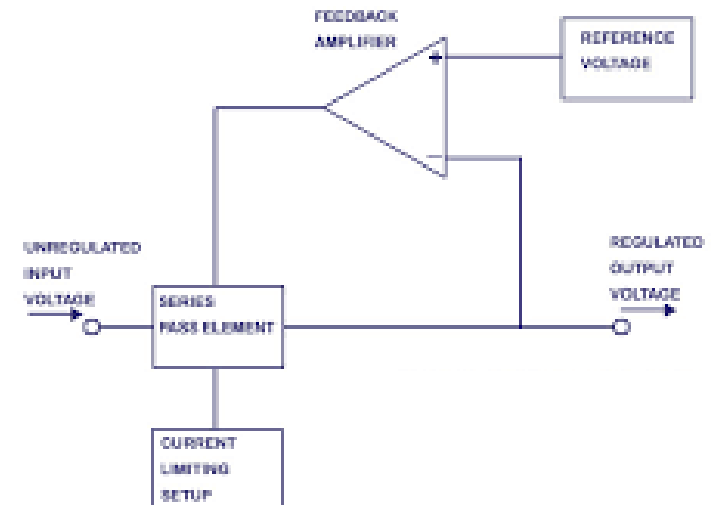 FEEDBACK
AMPLIFIER
+
REFERENCE
VOLTAGE
—
UNREGULATED
INPUT
VOLTAGE
REGULATED
OUTPUT
VOLTAGE
SERIES
PASS ELEMENT
CURRENT
LIMITING
SETUP